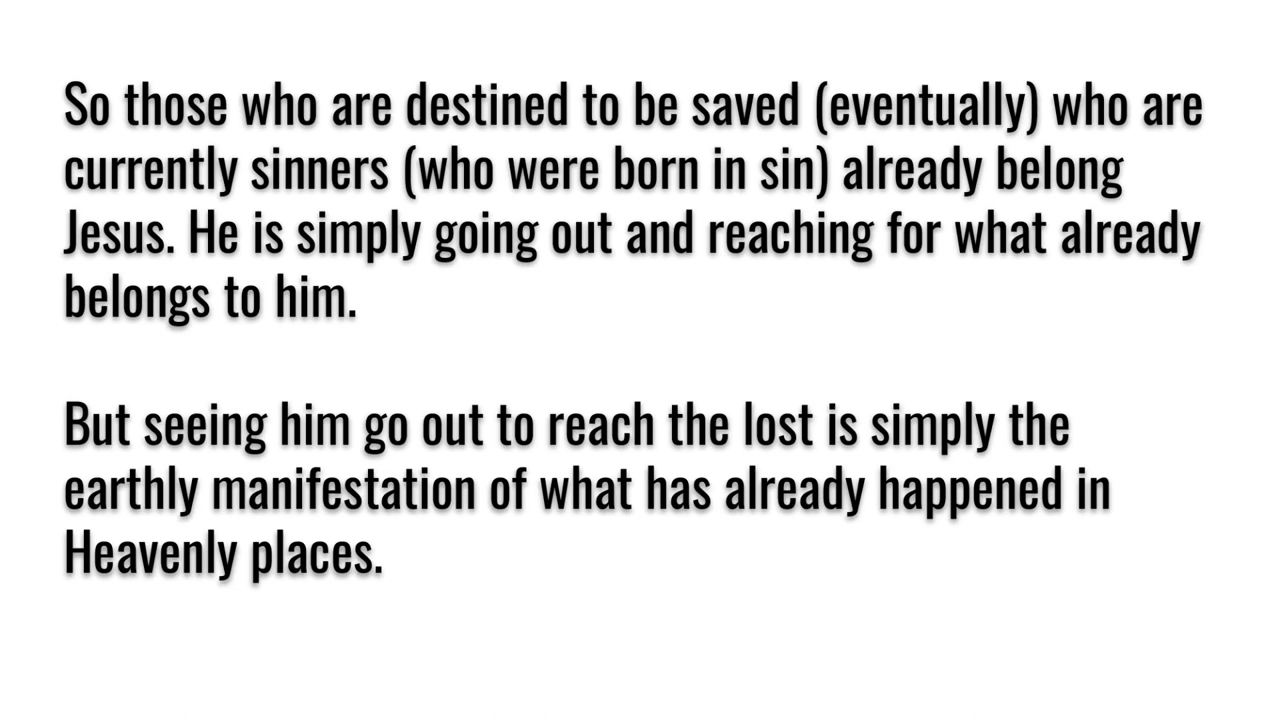 So those who are destined to be saved (eventually) who are
currently sinners (who were born in sin) already belong
Jesus. He is simply going out and reaching for what already
belongs to him.
But seeing him go out to reach the lost is simply the
earthly manifestation of what has already happened in
Heavenly places.